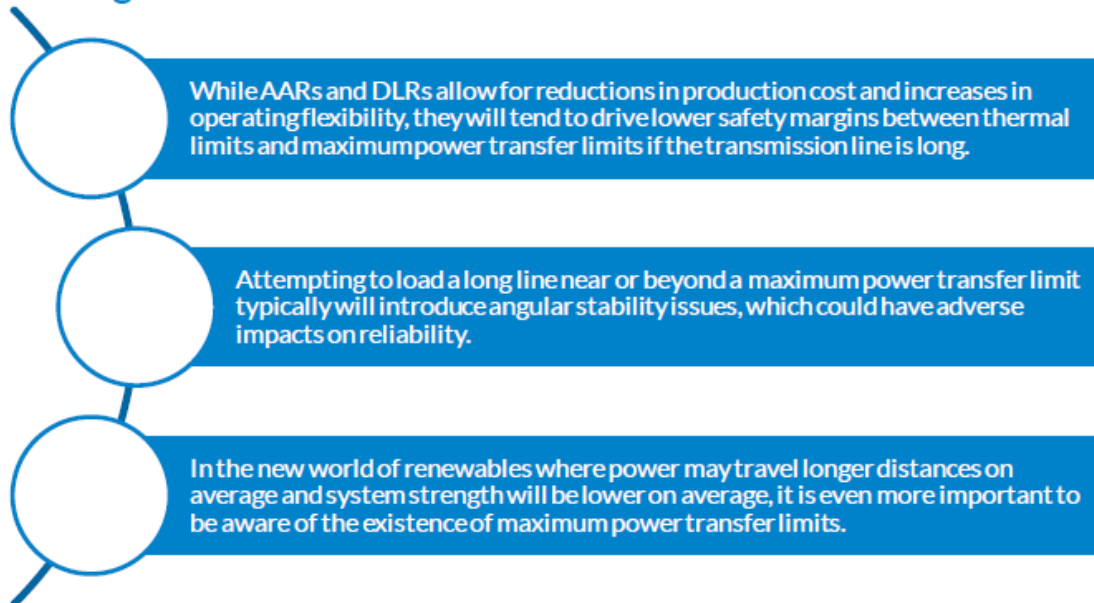 While AARs and DLRs allow for reductions in production cost and increases in
operating flexibility, they will tend to drive lower safety margins between thermal
limits and maximum power transfer limits if the transmission line is long.
Attempting to load a long line near or beyond a maximum power transfer limit
typically will introduce angular stability issues, which could have adverse
impacts on reliability.
In the new world of renewables where power may travel longer distances on
average and system strength will be lower on average, it is even more important to
be aware of the existence of maximum power transfer limits.